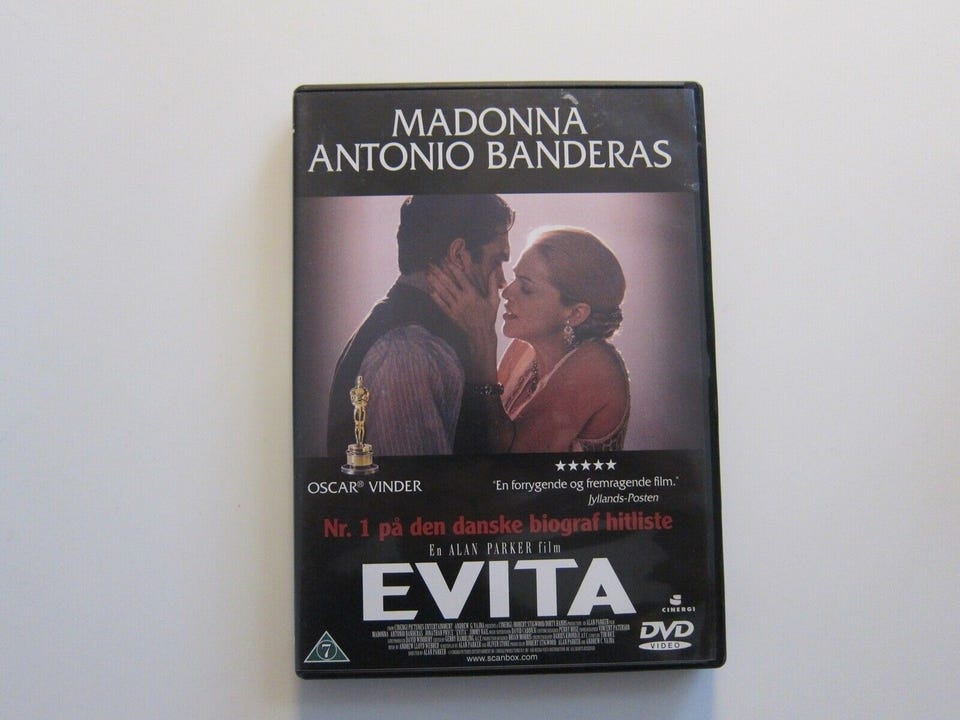 MADONNA
ANTONIO BANDERAS
OSCAR® VINDER
★★★★★
"En forrygende og fremragende film."
Jyllands-Posten
Nr. 1 på den danske biograf hitliste
En ALAN PARKER film
EVITA
CINERGI
7
DVD
VIDEO
www.scanbox.com